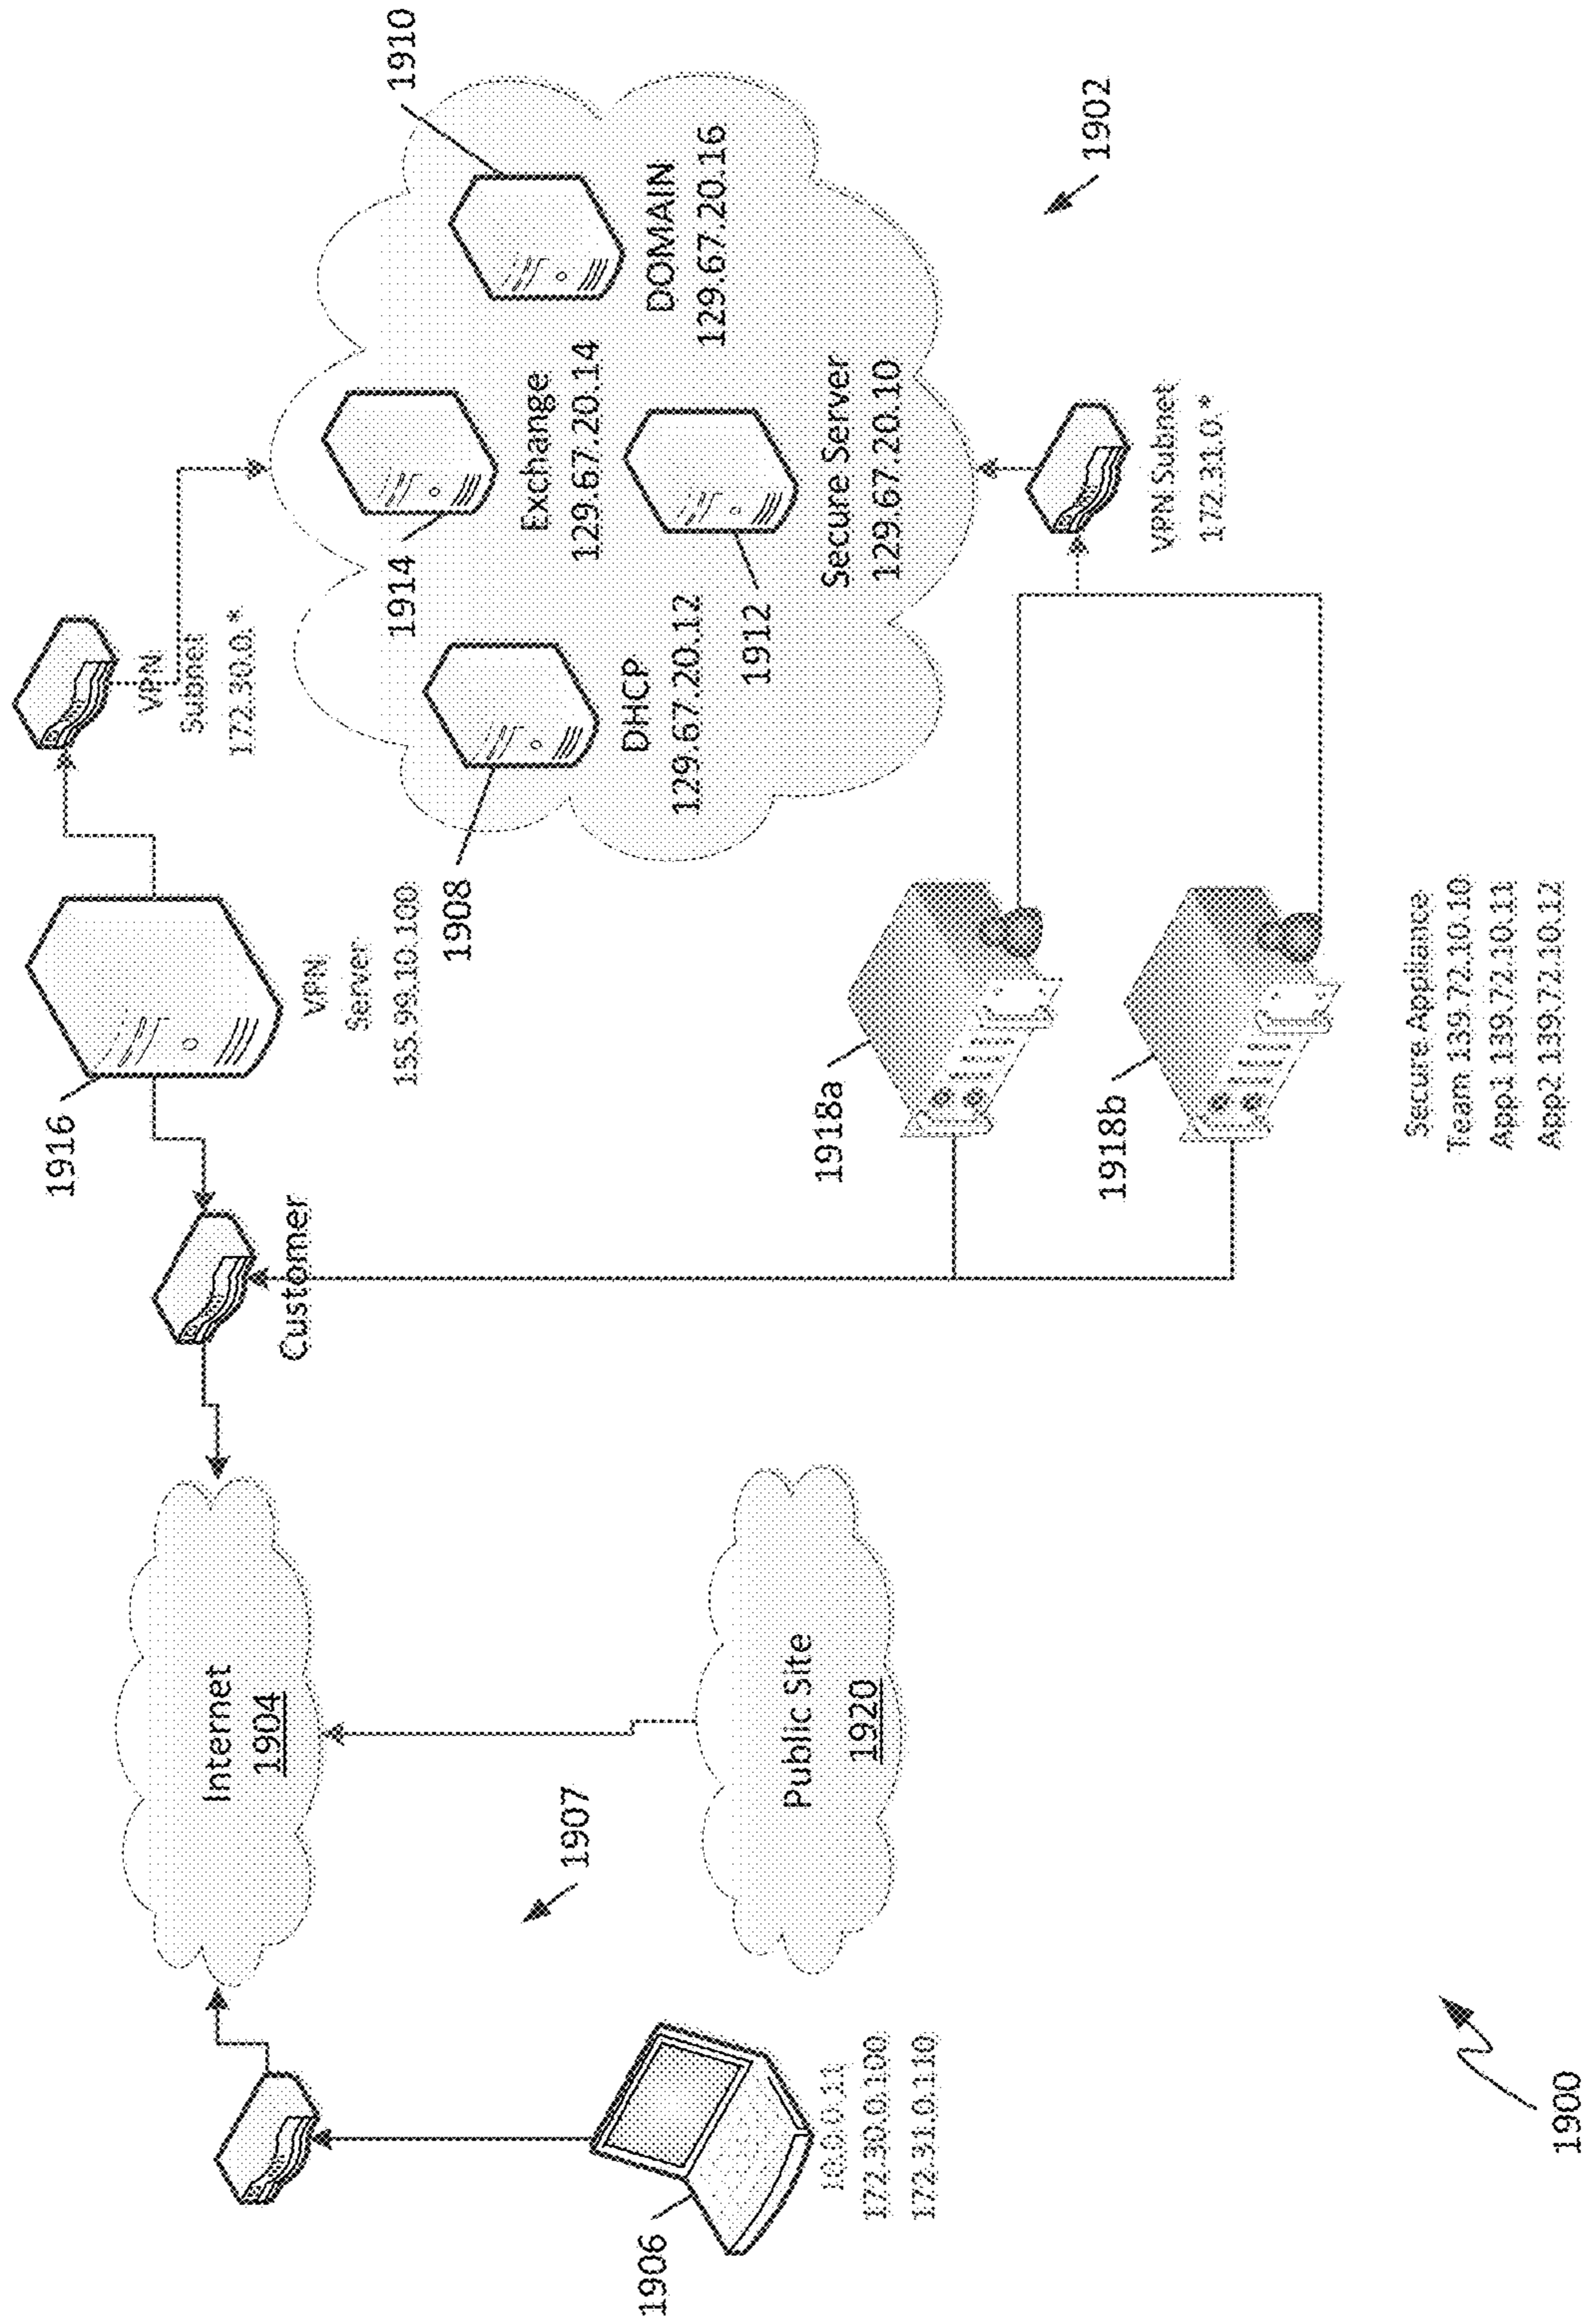 1906
10.0.0.11
172.30.0.100
172.31.0.110
1907
Internet
1904
Public Site
1920
Customer
1916
VPN
Server
155.99.10.100
VPN
Subnet
172.30.0.*
1908
DHCP
129.67.20.12
1914
Exchange
129.67.20.14
1910
DOMAIN
129.67.20.16
1912
Secure Server
129.67.20.10
1902
1918a
1918b
VPN Subnet
172.31.0.*
Secure Appliance
Team 139.72.10.10
App1 139.72.10.11
App2 139.72.10.12
1900